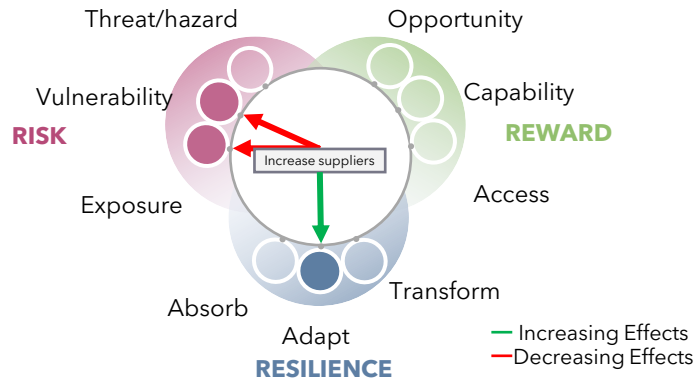 Threat/hazard
Opportunity
Vulnerability
Capability
RISK
REWARD
Increase suppliers
Exposure
Access
Absorb
Transform
Adapt
RESILIENCE
Increasing Effects
Decreasing Effects